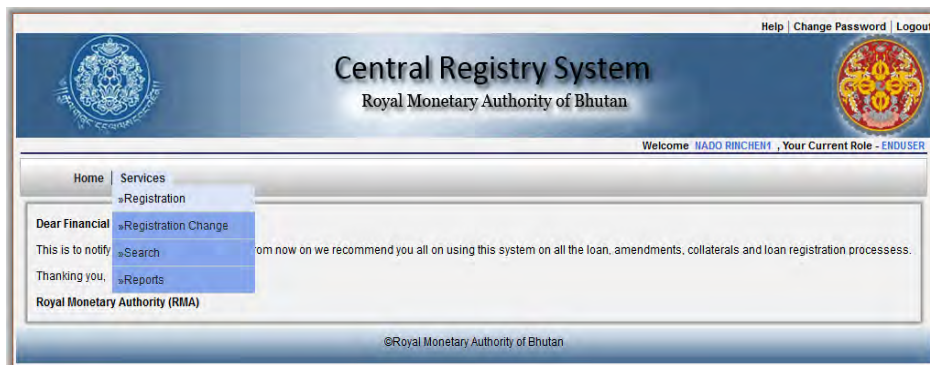 Help | Change Password | Logout
Central Registry System
Royal Monetary Authority of Bhutan
Welcome NADO RINCHEN1 , Your Current Role - ENDUSER
Home | Services
»Registration
»Registration Change
»Search
»Reports
Dear Financial
This is to notify from now on we recommend you all on using this system on all the loan, amendments, collaterals and loan registration processess.
Thanking you,
Royal Monetary Authority (RMA)
©Royal Monetary Authority of Bhutan